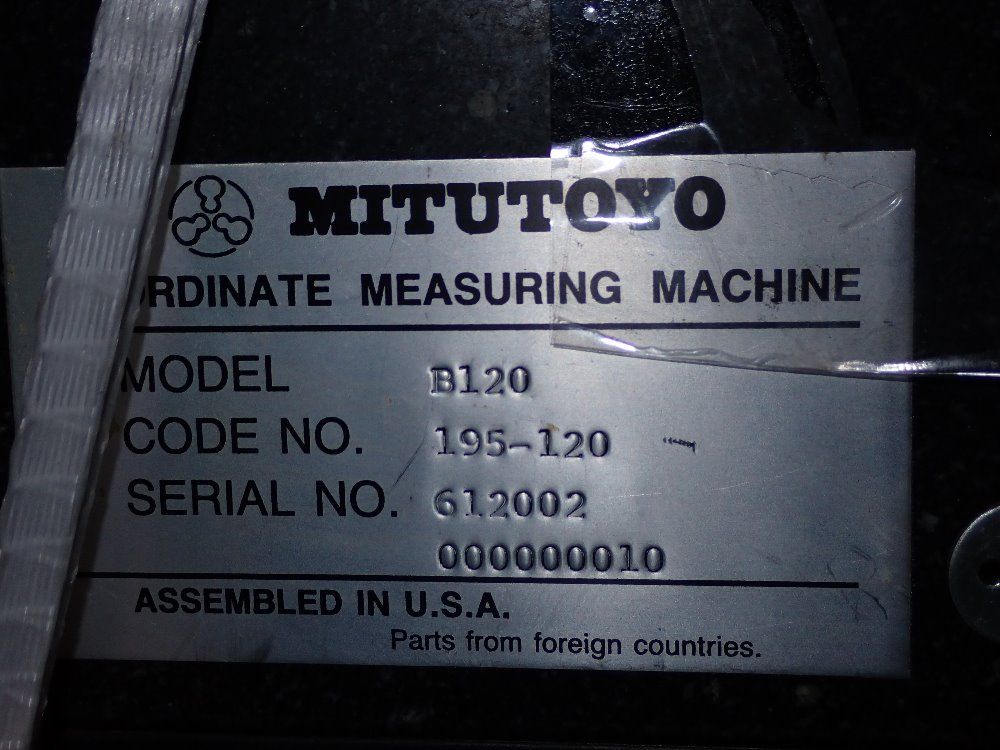 MITUTOYO
ORDINATE MEASURING MACHINE
MODEL B120
CODE NO. 195-120
SERIAL NO. 612002
000000010
ASSEMBLED IN U.S.A.
Parts from foreign countries.